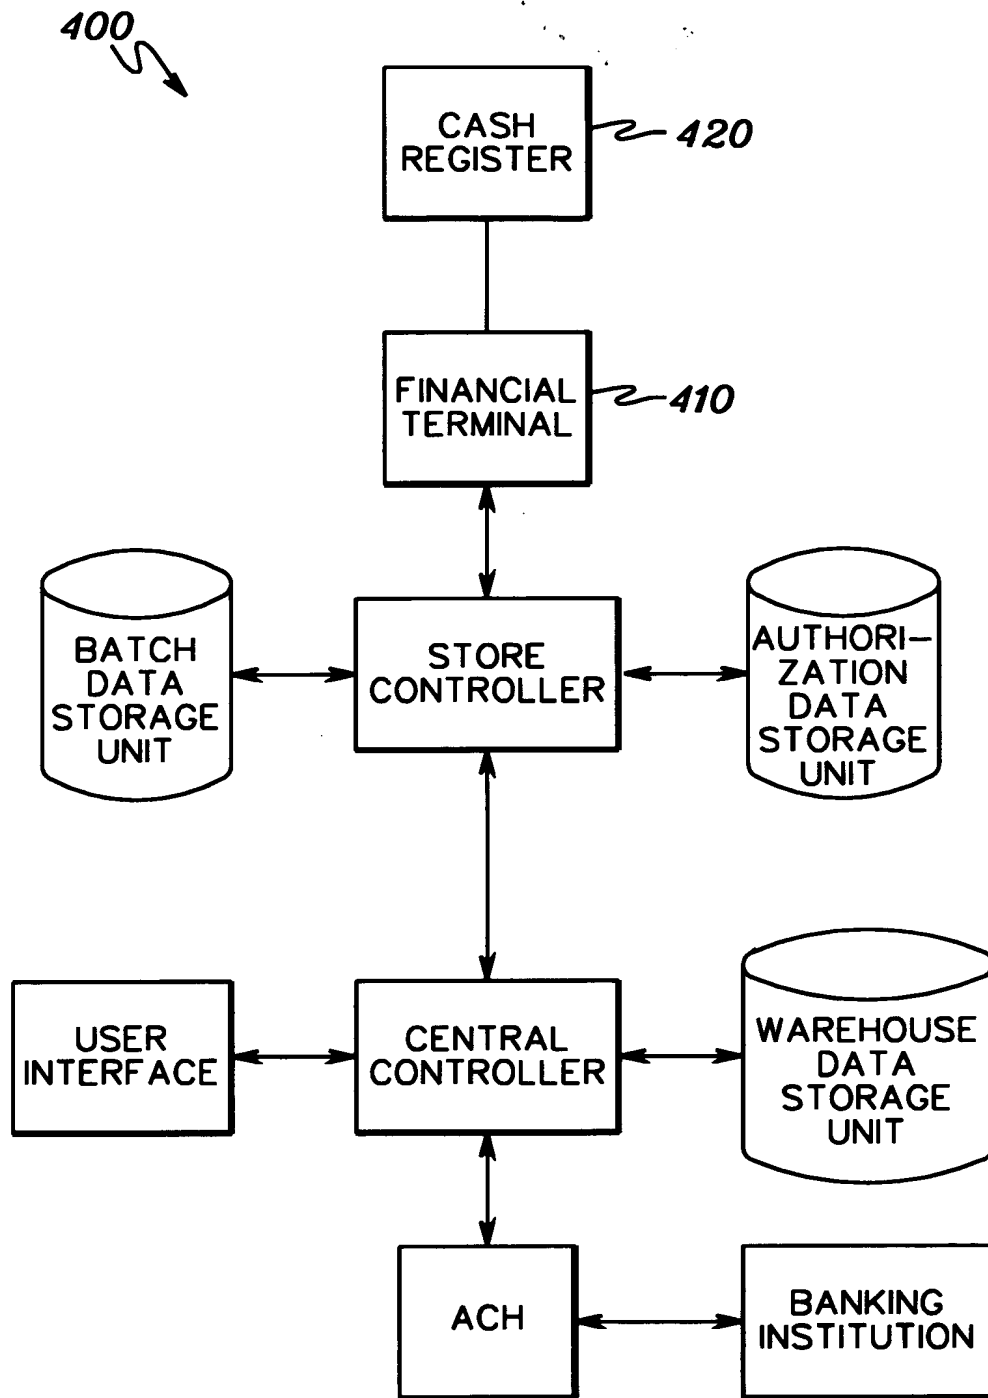 400
CASH
REGISTER
420
FINANCIAL
TERMINAL
410
BATCH
DATA
STORAGE
UNIT
STORE
CONTROLLER
AUTHORI-
ZATION
DATA
STORAGE
UNIT
USER
INTERFACE
CENTRAL
CONTROLLER
WAREHOUSE
DATA
STORAGE
UNIT
ACH
BANKING
INSTITUTION